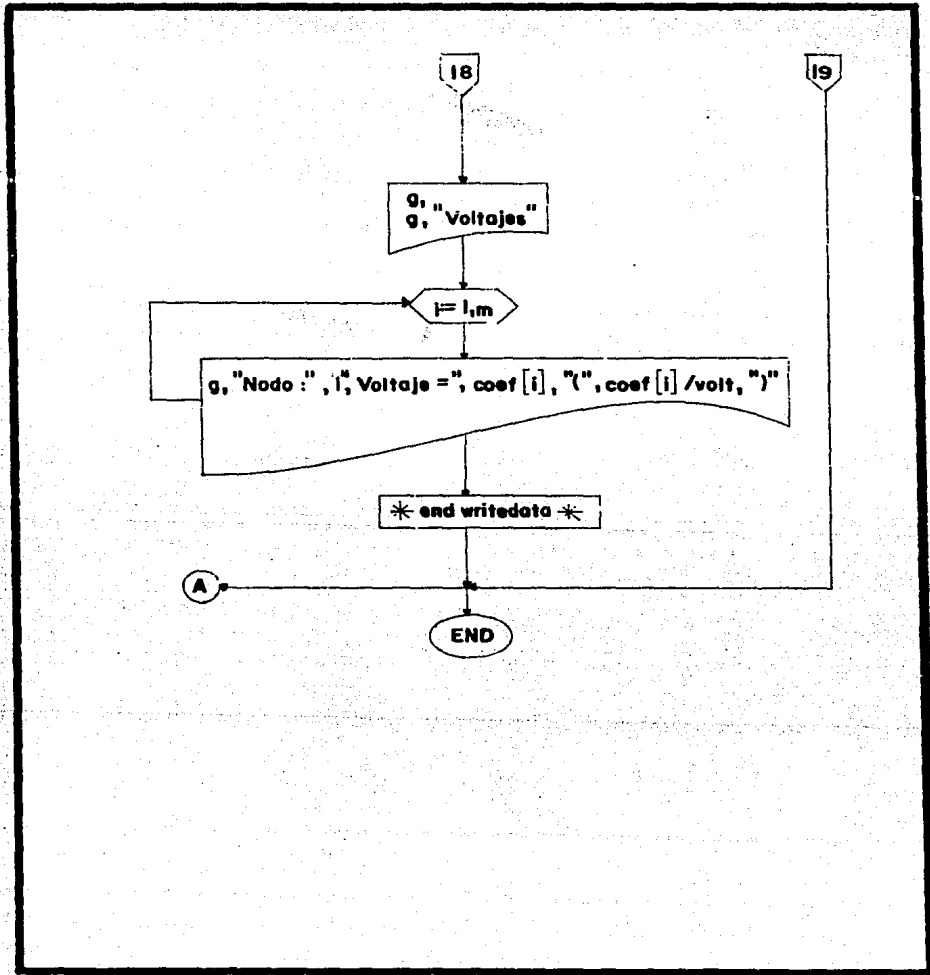 18
19
g,
g, "Voltajes"
i= 1,m
g, "Nodo :" , i", Voltaje =", coef [i] , "(", coef [i] /volt, ")"
* end writedata *
A
END